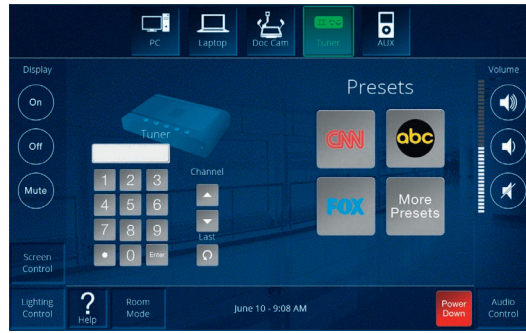 PC
Laptop
Doc Cam
Tuner
AUX
Display
On
Off
Mute
Screen
Control
Tuner
1 2 3
4 5 6
7 8 9
• 0 Enter
Channel
Last
Presets
CNN
abc
FOX
More
Presets
Volume
Lighting
Control
?
Help
Room
Mode
June 10 - 9:08 AM
Power
Down
Audio
Control